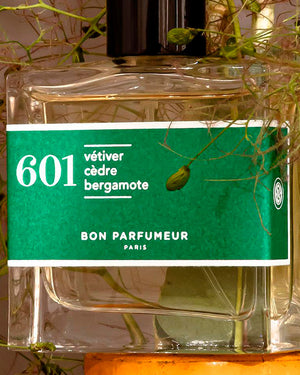 601
vétiver
cèdre
bergamote
BON PARFUMEUR
PARIS